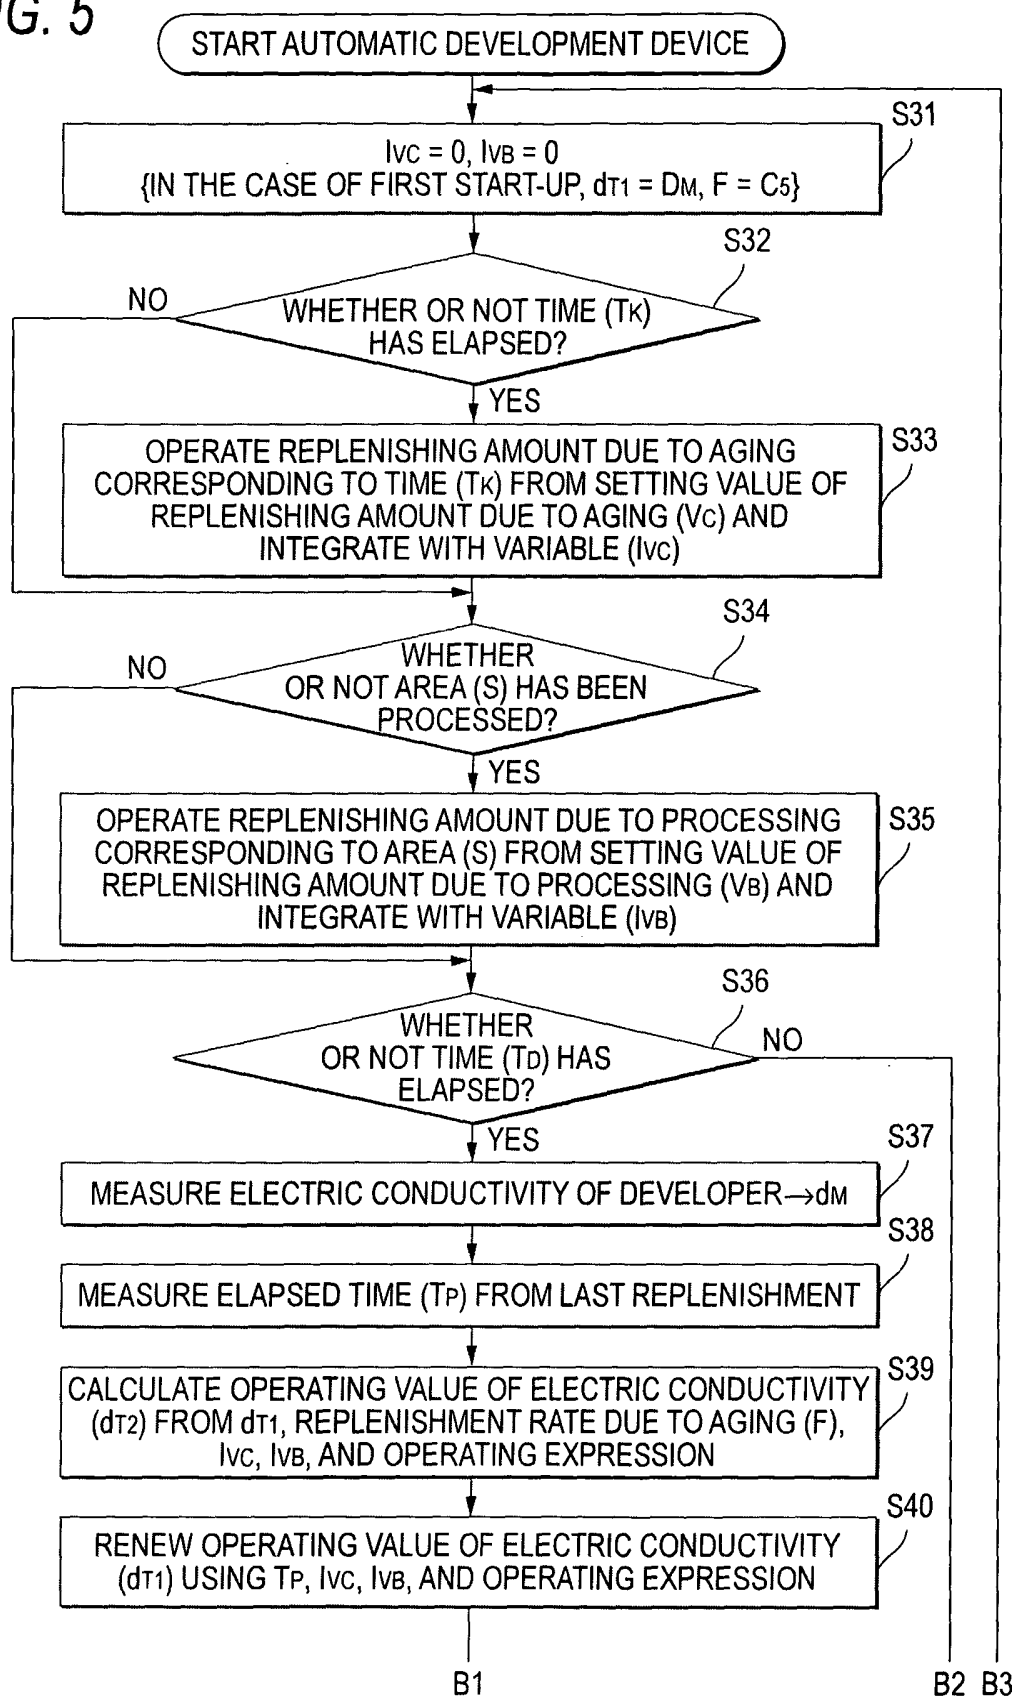 G. 5
START AUTOMATIC DEVELOPMENT DEVICE
S31
IVC = 0, IVB = 0
{IN THE CASE OF FIRST START-UP, dT1 = DM, F = C5}
S32
NO
WHETHER OR NOT TIME (TK)
HAS ELAPSED?
YES
S33
OPERATE REPLENISHING AMOUNT DUE TO AGING
CORRESPONDING TO TIME (TK) FROM SETTING VALUE OF
REPLENISHING AMOUNT DUE TO AGING (VC) AND
INTEGRATE WITH VARIABLE (IVC)
S34
NO
WHETHER
OR NOT AREA (S) HAS BEEN
PROCESSED?
YES
S35
OPERATE REPLENISHING AMOUNT DUE TO PROCESSING
CORRESPONDING TO AREA (S) FROM SETTING VALUE OF
REPLENISHING AMOUNT DUE TO PROCESSING (VB) AND
INTEGRATE WITH VARIABLE (IVB)
S36
WHETHER
OR NOT TIME (TD) HAS
ELAPSED?
NO
YES
S37
MEASURE ELECTRIC CONDUCTIVITY OF DEVELOPER→dM
S38
MEASURE ELAPSED TIME (TP) FROM LAST REPLENISHMENT
S39
CALCULATE OPERATING VALUE OF ELECTRIC CONDUCTIVITY
(dT2) FROM dT1, REPLENISHMENT RATE DUE TO AGING (F),
IVC, IVB, AND OPERATING EXPRESSION
S40
RENEW OPERATING VALUE OF ELECTRIC CONDUCTIVITY
(dT1) USING TP, IVC, IVB, AND OPERATING EXPRESSION
B1
B2 B3